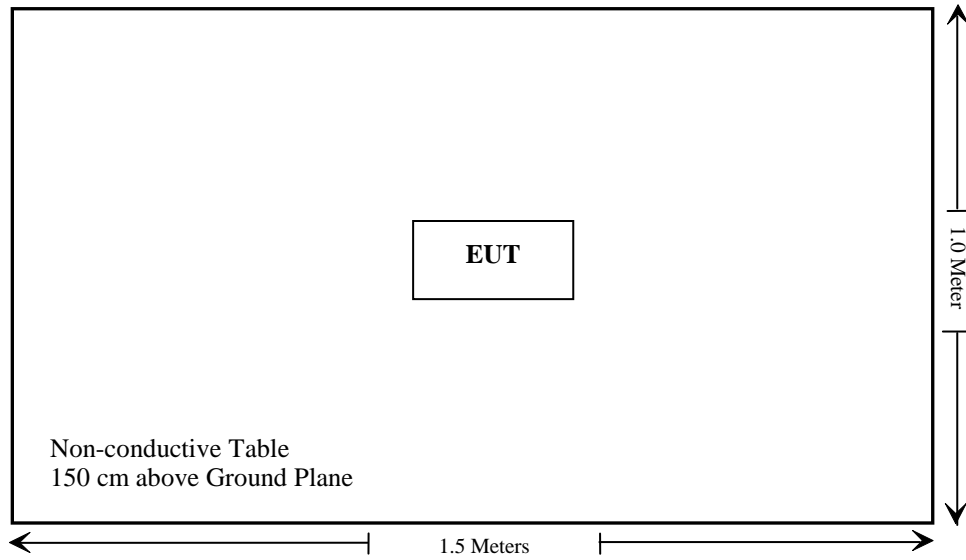 EUT
1.0 Meter
Non-conductive Table
150 cm above Ground Plane
1.5 Meters